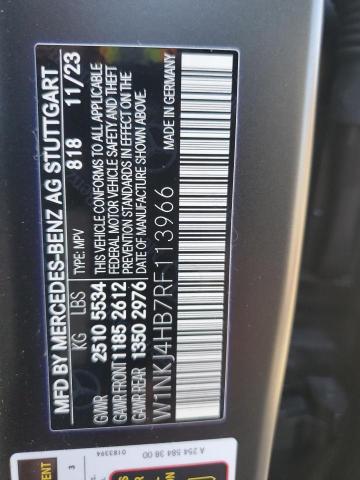 MFD BY MERCEDES-BENZ AG STUTTGART
818 11/23
TYPE: MPV
KG LBS
GVWR 2510 5534
GAWR FRONT 1185 2612
GAWR REAR 1350 2976
THIS VEHICLE CONFORMS TO ALL APPLICABLE
FEDERAL MOTOR VEHICLE SAFETY AND THEFT
PREVENTION STANDARDS IN EFFECT ON THE
DATE OF MANUFACTURE SHOWN ABOVE.
MADE IN GERMANY
W1NKJ4HB7RF113966
A 254 584 38 00
0183394
3